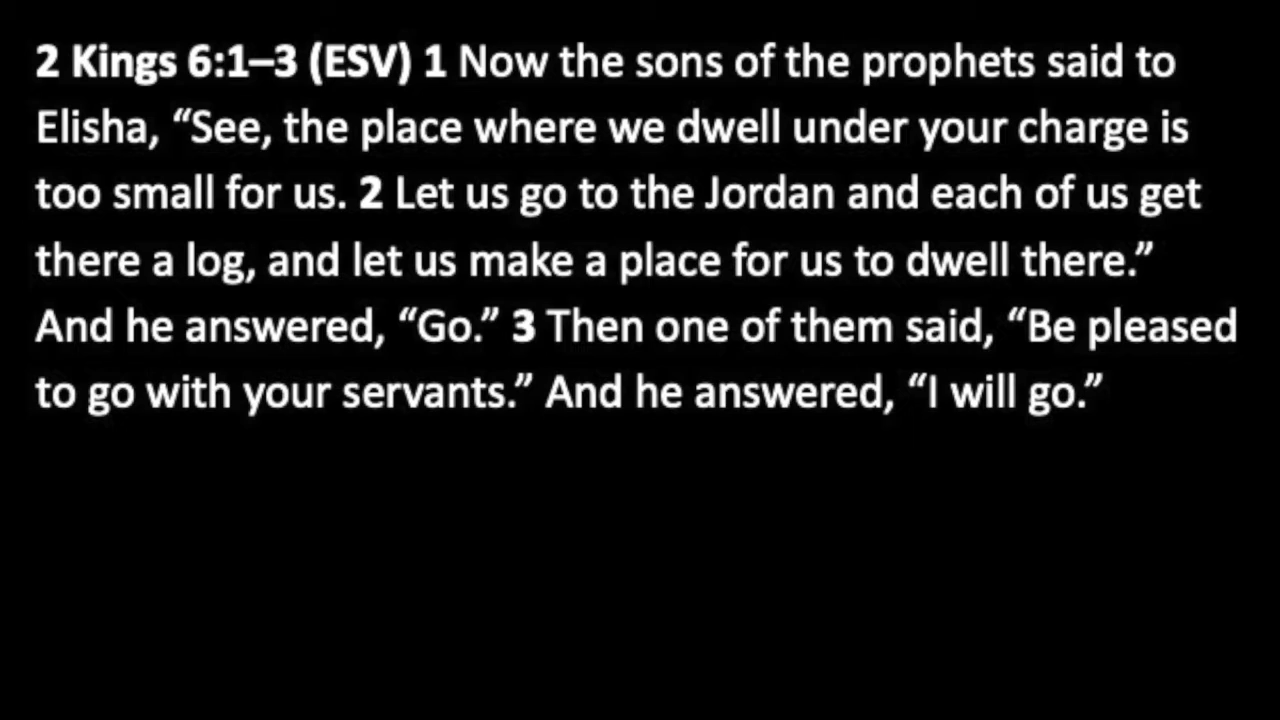 2 Kings 6:1–3 (ESV) 1 Now the sons of the prophets said to
Elisha, “See, the place where we dwell under your charge is
too small for us. 2 Let us go to the Jordan and each of us get
there a log, and let us make a place for us to dwell there.”
And he answered, “Go.” 3 Then one of them said, “Be pleased
to go with your servants.” And he answered, “I will go.”